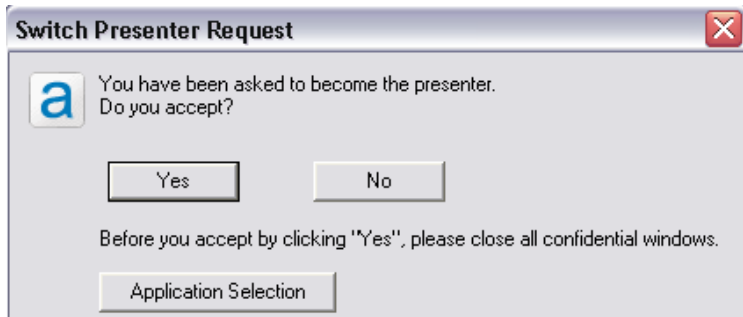 Switch Presenter Request
a
You have been asked to become the presenter.
Do you accept?
Yes No
Before you accept by clicking "Yes", please close all confidential windows.
Application Selection